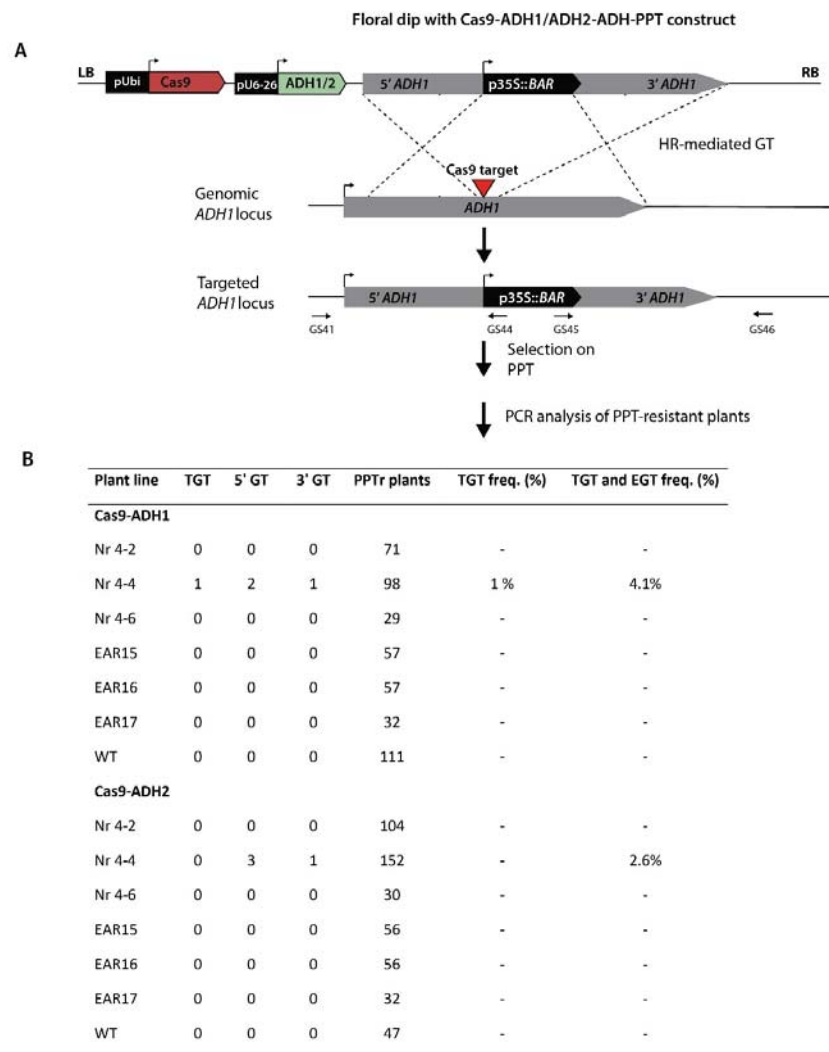 Floral dip with Cas9-ADH1/ADH2-ADH-PPT construct
A
LB pUbi Cas9 pU6-26 ADH1/2 5' ADH1 p35S::BAR 3' ADH1 RB
HR-mediated GT
Cas9 target
Genomic
ADH1 locus
ADH1
Targeted
ADH1 locus
5' ADH1 p35S::BAR 3' ADH1
GS41 GS44 GS45 GS46
Selection on
PPT
PCR analysis of PPT-resistant plants
B
Plant line TGT 5' GT 3' GT PPTr plants TGT freq. (%) TGT and EGT freq. (%)
Cas9-ADH1
Nr 4-2 0 0 0 71 - -
Nr 4-4 1 2 1 98 1 % 4.1%
Nr 4-6 0 0 0 29 - -
EAR15 0 0 0 57 - -
EAR16 0 0 0 57 - -
EAR17 0 0 0 32 - -
WT 0 0 0 111 - -
Cas9-ADH2
Nr 4-2 0 0 0 104 - -
Nr 4-4 0 3 1 152 - 2.6%
Nr 4-6 0 0 0 30 - -
EAR15 0 0 0 56 - -
EAR16 0 0 0 56 - -
EAR17 0 0 0 32 - -
WT 0 0 0 47 - -